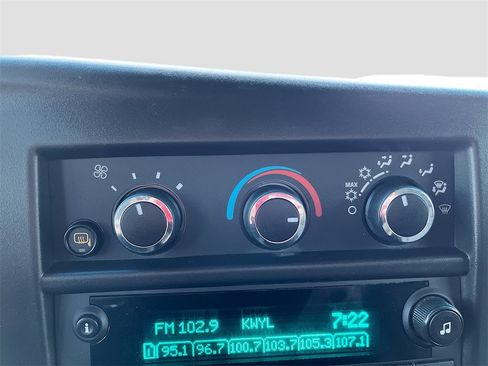 MAX
FM 102.9 KWYL 7:22
95.1 96.7 100.7 103.7 105.3 107.1
i